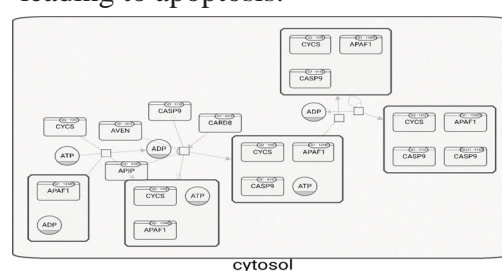 leading to apoptosis.
CYCS
APAF1
CASP9
CASP9
ADP
CYCS
AVEN
CARD8
CYCS
APAF1
ATP
ADP
CYCS
APAF1
CASP9
CASP9
APIP
APAF1
CYCS
ATP
CASP9
ATP
ADP
APAF1
cytosol